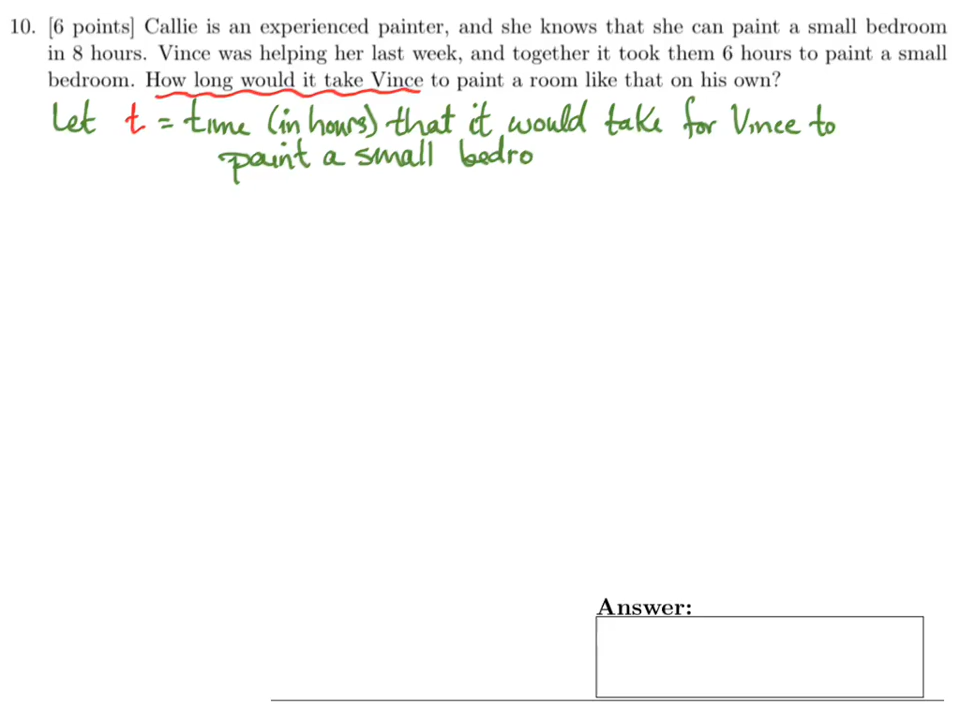 10. [6 points] Callie is an experienced painter, and she knows that she can paint a small bedroom
in 8 hours. Vince was helping her last week, and together it took them 6 hours to paint a small
bedroom. How long would it take Vince to paint a room like that on his own?
Let t = time (in hours) that it would take for Vince to
paint a small bedro
Answer: